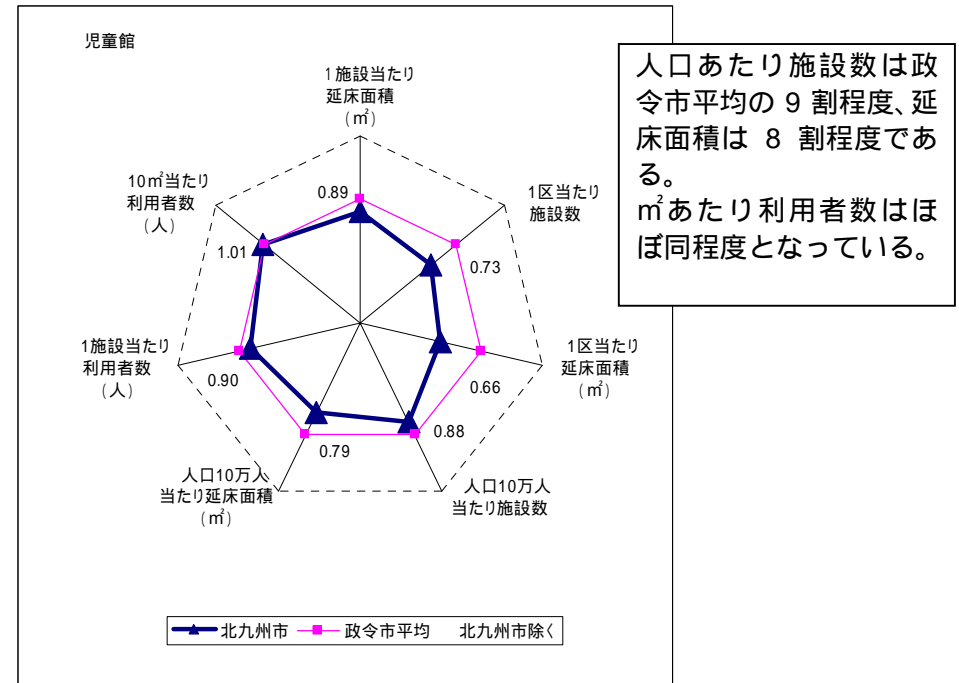 児童館
1施設当たり
延床面積
(㎡)
1区当たり
施設数
1区当たり
延床面積
(㎡)
人口10万人
当たり施設数
人口10万人
当たり延床面積
(㎡)
1施設当たり
利用者数
(人)
10㎡当たり
利用者数
(人)
0.89
0.73
0.66
0.88
0.79
0.90
1.01
北九州市
政令市平均 北九州市除く
人口あたり施設数は政
令市平均の 9 割程度、延
床面積は 8 割程度であ
る。
㎡あたり利用者数はほ
ぼ同程度となっている。